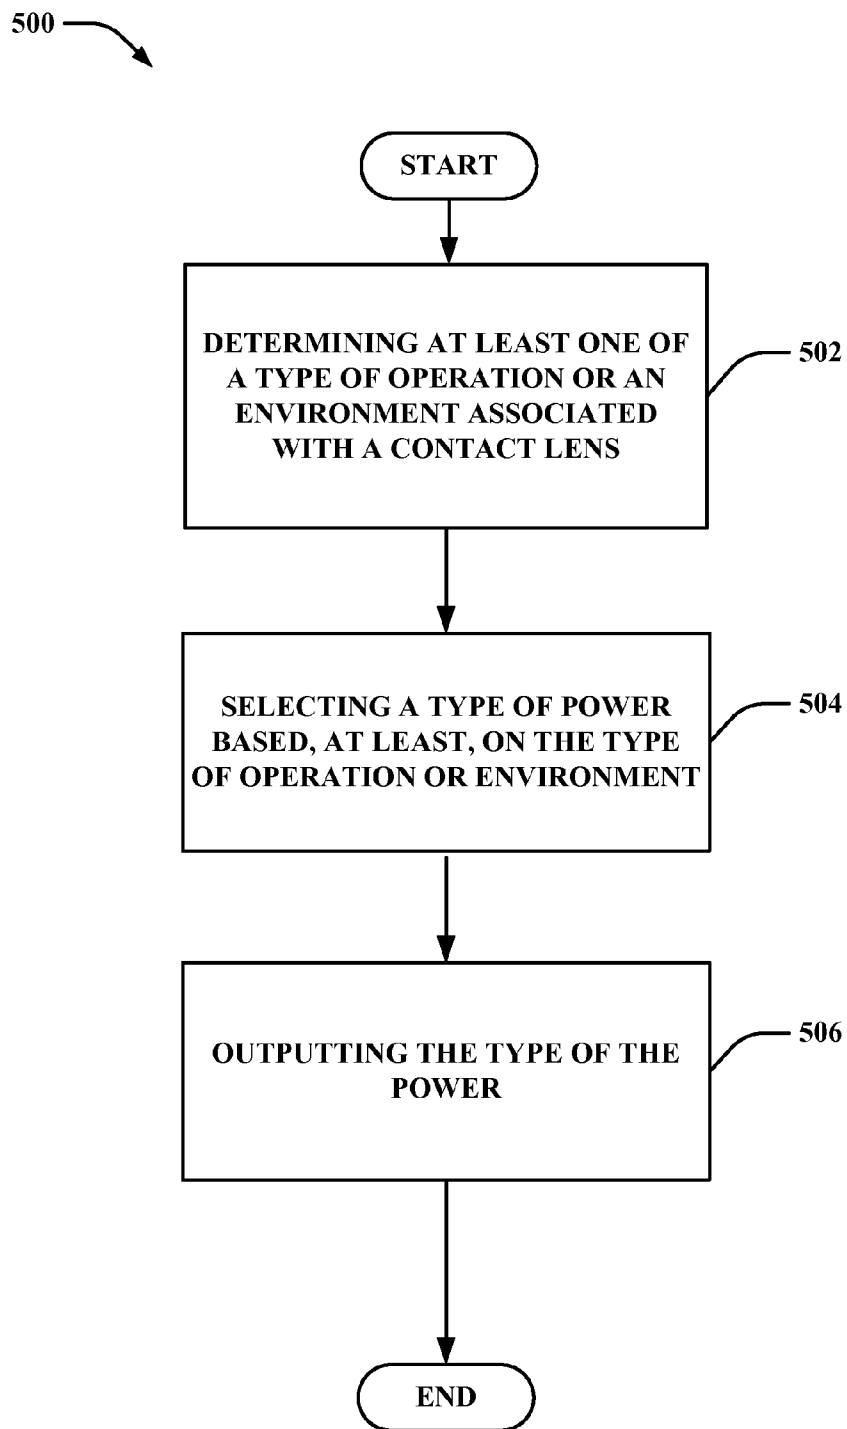 500
START
DETERMINING AT LEAST ONE OF
A TYPE OF OPERATION OR AN
ENVIRONMENT ASSOCIATED
WITH A CONTACT LENS
502
SELECTING A TYPE OF POWER
BASED, AT LEAST, ON THE TYPE
OF OPERATION OR ENVIRONMENT
504
OUTPUTTING THE TYPE OF THE
POWER
506
END